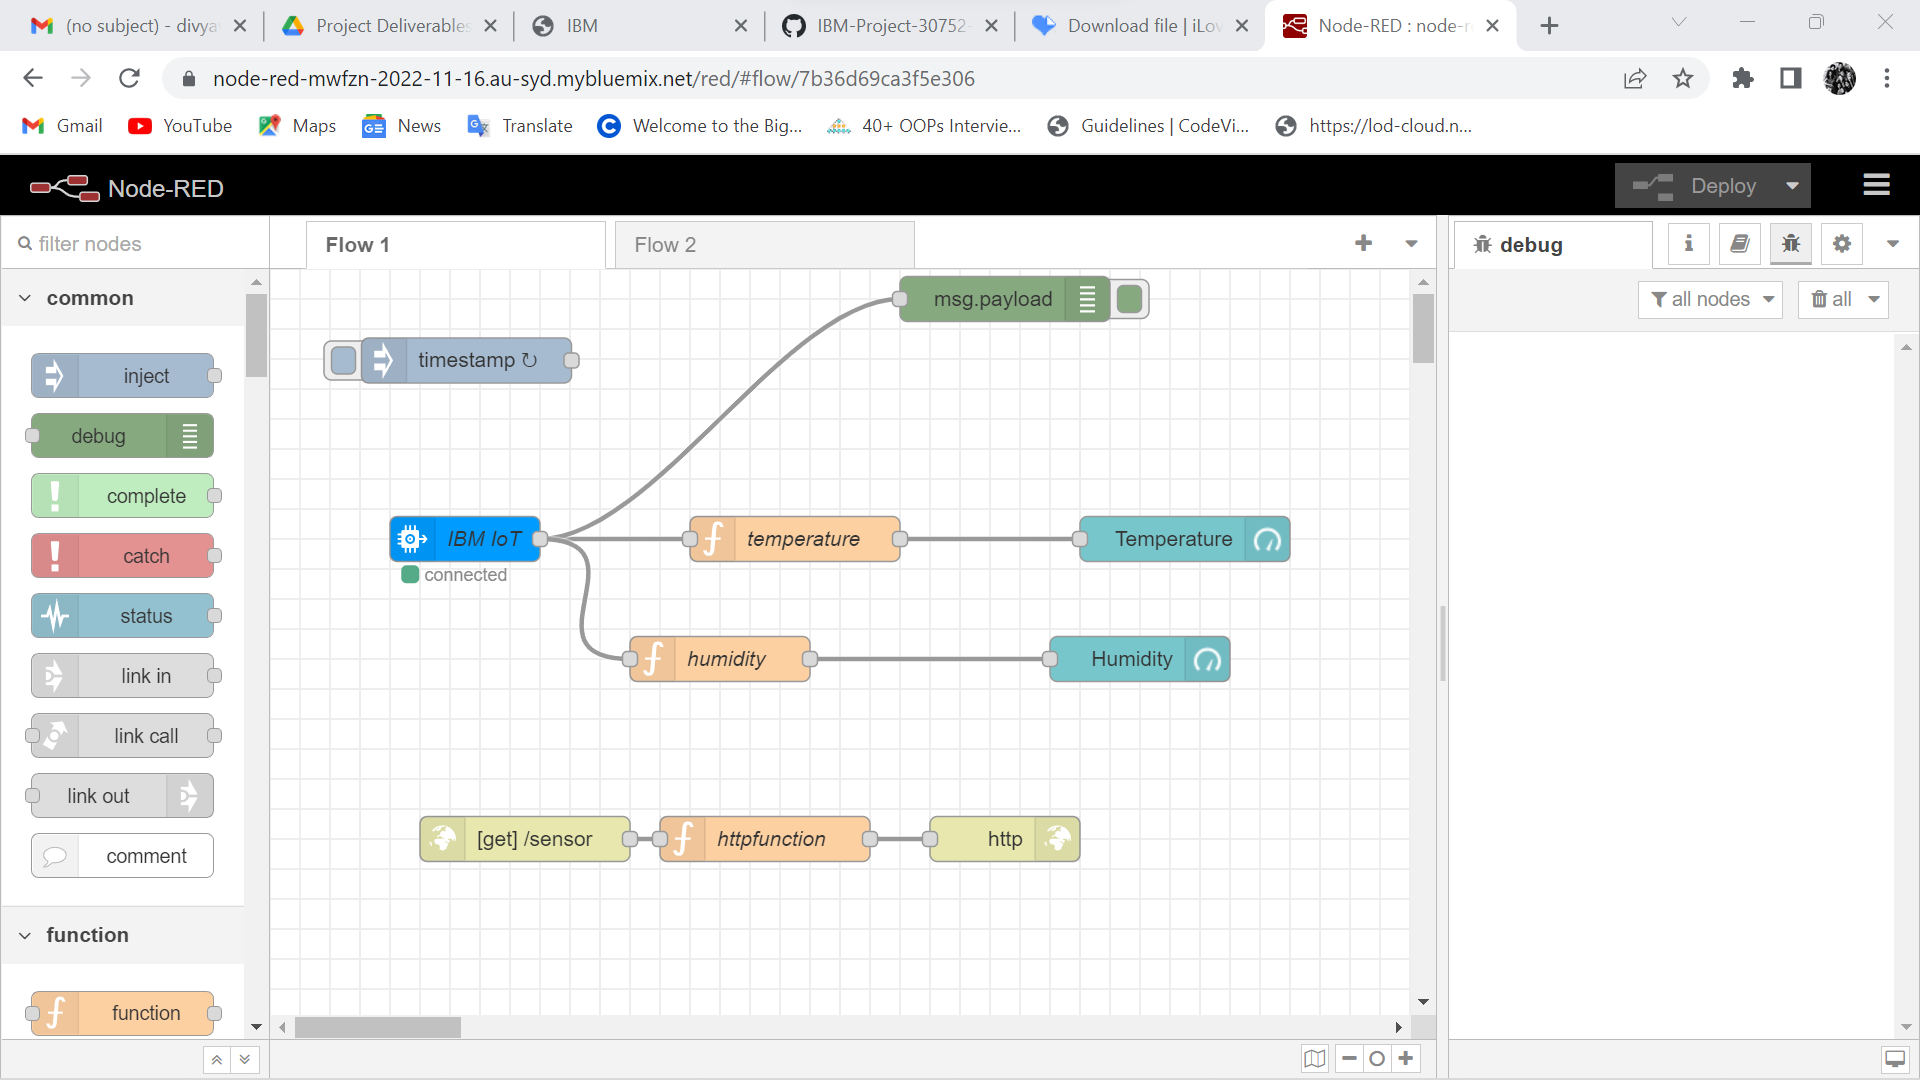 (no subject) - divya
Project Deliverables
IBM
IBM-Project-30752-
Download file | iLov
Node-RED : node-r
node-red-mwfzn-2022-11-16.au-syd.mybluemix.net/red/#flow/7b36d69ca3f5e306
Gmail
YouTube
Maps
News
Translate
Welcome to the Big...
40+ OOPs Intervie...
Guidelines | CodeVi...
https://lod-cloud.n...
Node-RED
Deploy
filter nodes
Flow 1
Flow 2
debug
all nodes
all
common
inject
debug
complete
catch
status
link in
link call
link out
comment
function
function
msg.payload
timestamp ↻
IBM IoT
connected
temperature
Temperature
humidity
Humidity
[get] /sensor
httpfunction
http